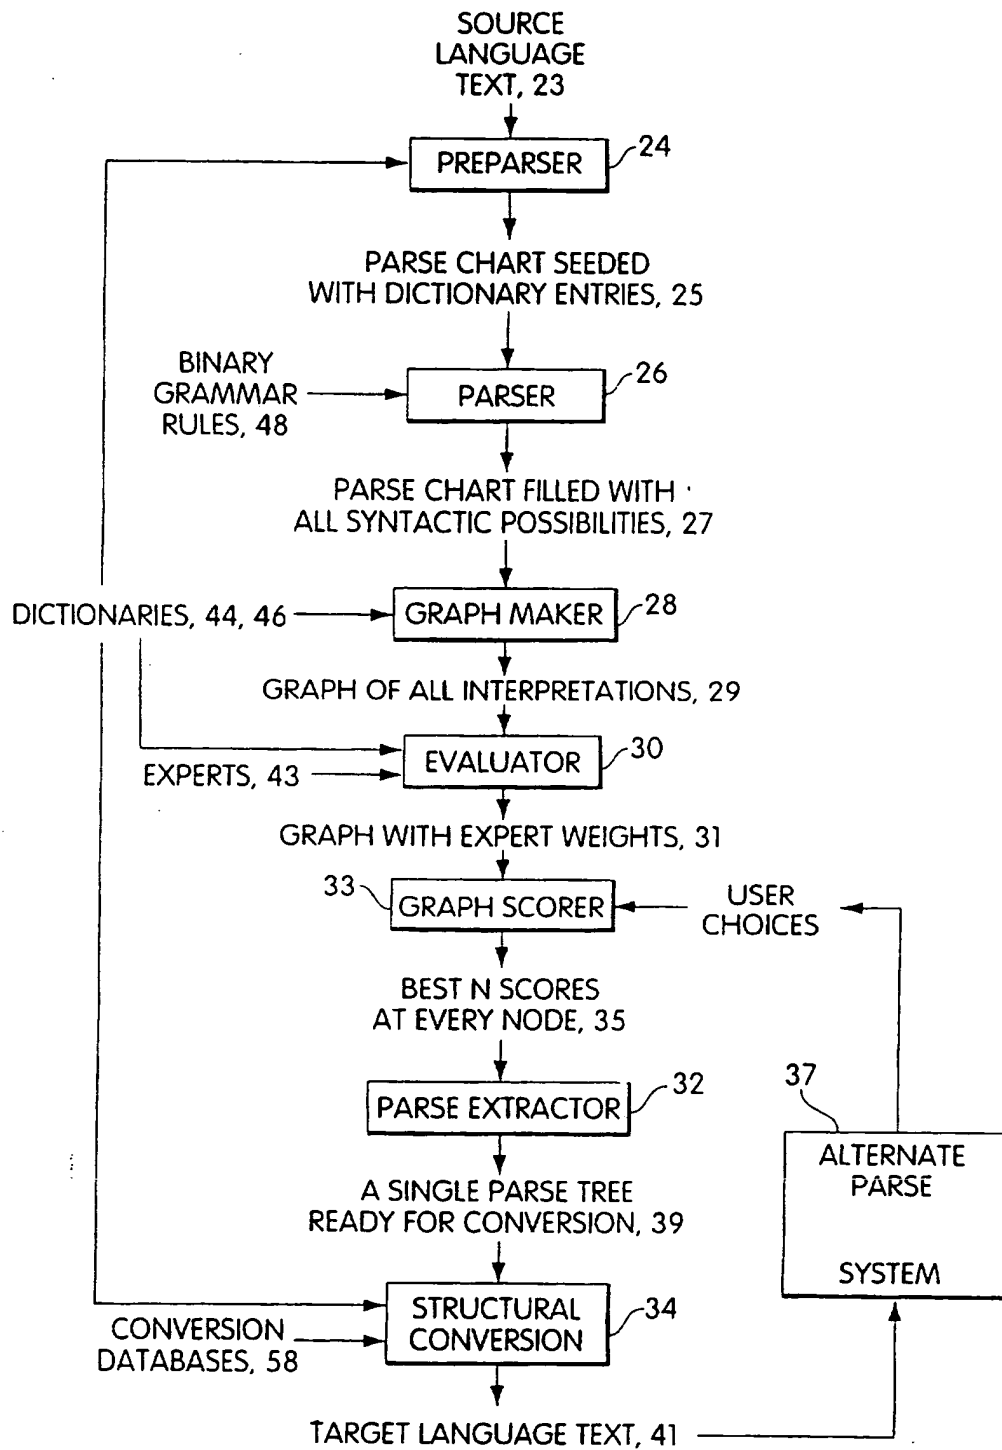 SOURCE
LANGUAGE
TEXT, 23
PREPARSER
24
PARSE CHART SEEDED
WITH DICTIONARY ENTRIES, 25
BINARY
GRAMMAR
RULES, 48
PARSER
26
PARSE CHART FILLED WITH
ALL SYNTACTIC POSSIBILITIES, 27
DICTIONARIES, 44, 46
GRAPH MAKER
28
GRAPH OF ALL INTERPRETATIONS, 29
EVALUATOR
30
EXPERTS, 43
GRAPH WITH EXPERT WEIGHTS, 31
33
GRAPH SCORER
USER
CHOICES
BEST N SCORES
AT EVERY NODE, 35
PARSE EXTRACTOR
32
37
ALTERNATE
PARSE
SYSTEM
A SINGLE PARSE TREE
READY FOR CONVERSION, 39
STRUCTURAL
CONVERSION
34
CONVERSION
DATABASES, 58
TARGET LANGUAGE TEXT, 41